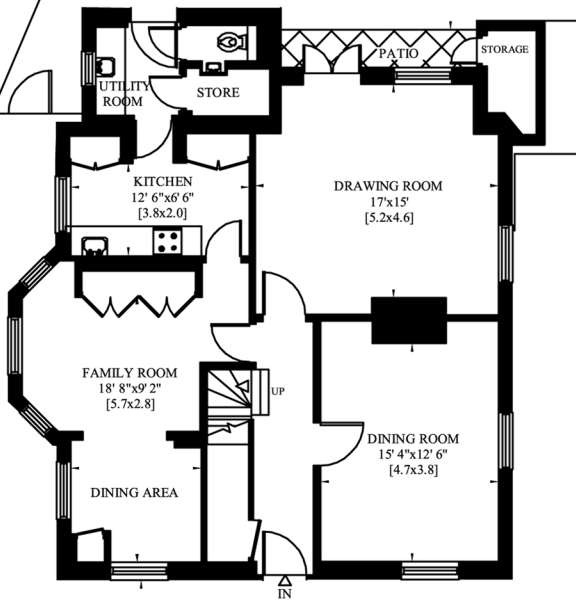 PATIO
STORAGE
UTILITY
ROOM
STORE
KITCHEN
12' 6"x6' 6"
[3.8x2.0]
DRAWING ROOM
17'x15'
[5.2x4.6]
FAMILY ROOM
18' 8"x9' 2"
[5.7x2.8]
UP
DINING ROOM
15' 4"x12' 6"
[4.7x3.8]
DINING AREA
IN